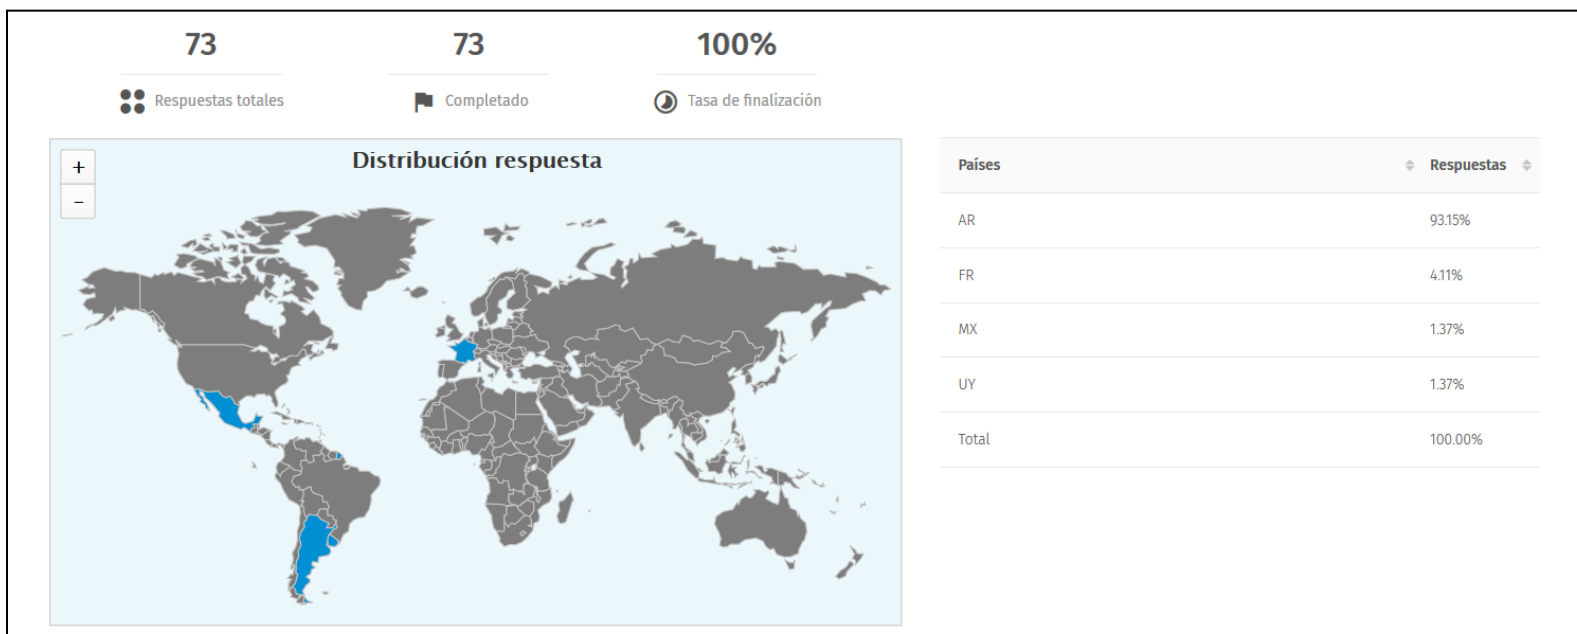 73
73
100%
Respuestas totales
Completado
Tasa de finalización
+
−
Distribución respuesta
Países Respuestas
AR 93.15%
FR 4.11%
MX 1.37%
UY 1.37%
Total 100.00%